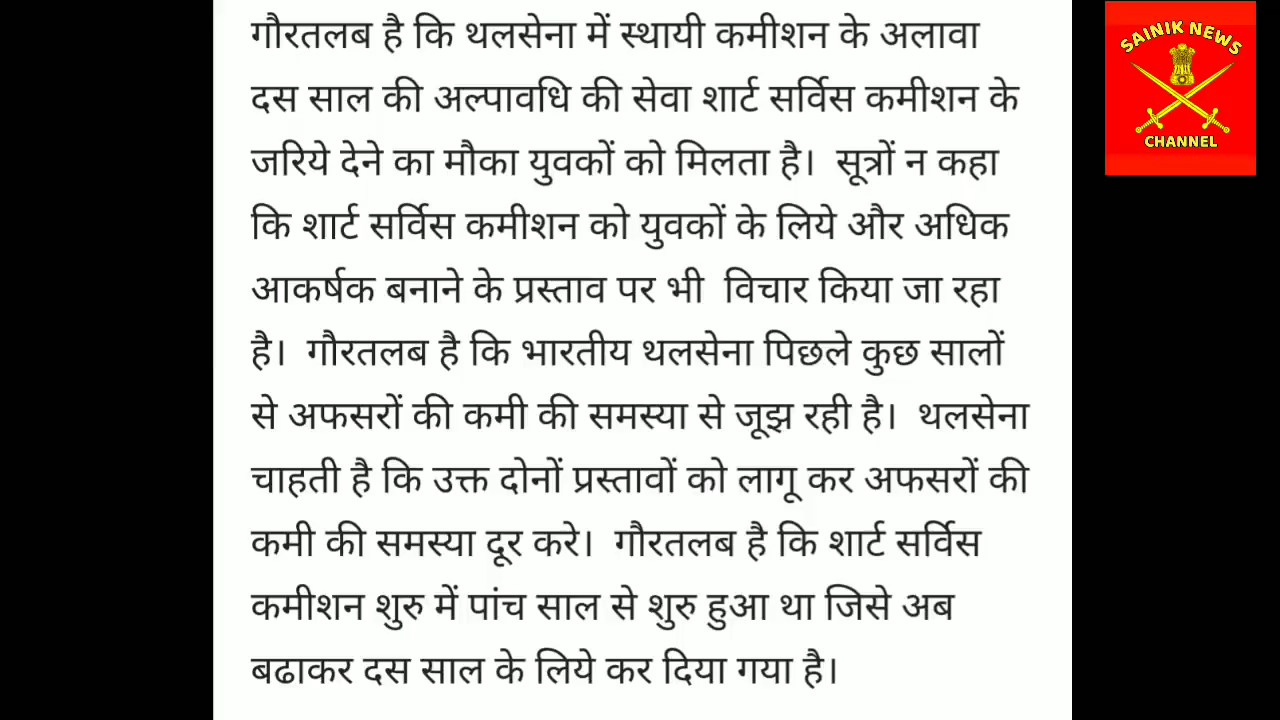 गौरतलब है कि थलसेना में स्थायी कमीशन के अलावा
दस साल की अल्पावधि की सेवा शार्ट सर्विस कमीशन के
जरिये देने का मौका युवकों को मिलता है। सूत्रों न कहा
कि शार्ट सर्विस कमीशन को युवकों के लिये और अधिक
आकर्षक बनाने के प्रस्ताव पर भी विचार किया जा रहा
है। गौरतलब है कि भारतीय थलसेना पिछले कुछ सालों
से अफसरों की कमी की समस्या से जूझ रही है। थलसेना
चाहती है कि उक्त दोनों प्रस्तावों को लागू कर अफसरों की
कमी की समस्या दूर करे। गौरतलब है कि शार्ट सर्विस
कमीशन शुरु में पांच साल से शुरु हुआ था जिसे अब
बढाकर दस साल के लिये कर दिया गया है।
SAINIK NEWS
CHANNEL